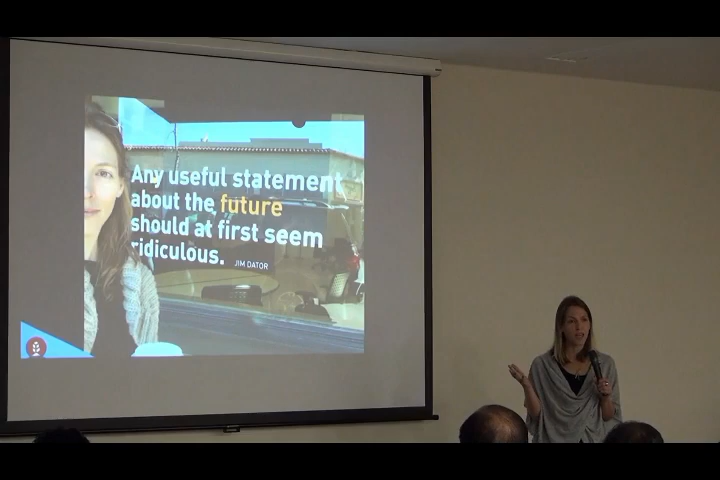 Any useful statement
about the future
should at first seem
ridiculous. JIM DATOR